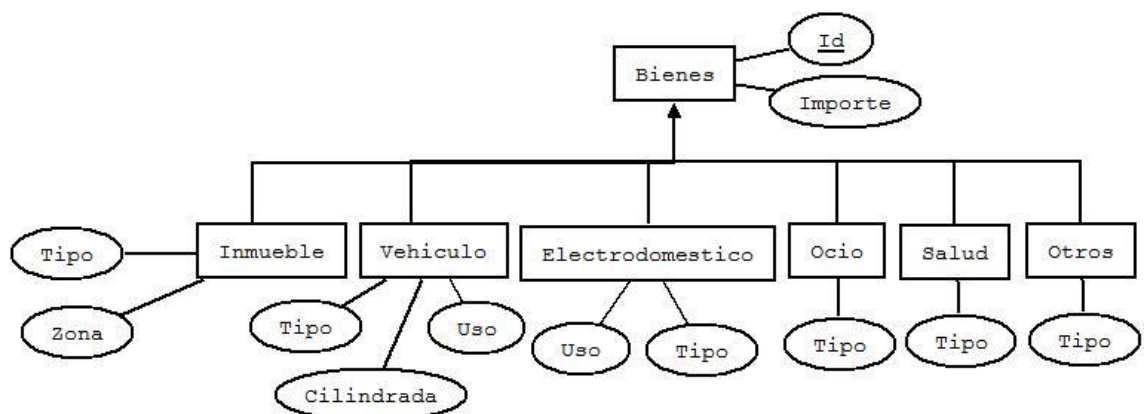 Id
Bienes
Importe
Inmueble
Vehiculo
Electrodomestico
Ocio
Salud
Otros
Tipo
Zona
Tipo
Uso
Cilindrada
Uso
Tipo
Tipo
Tipo
Tipo